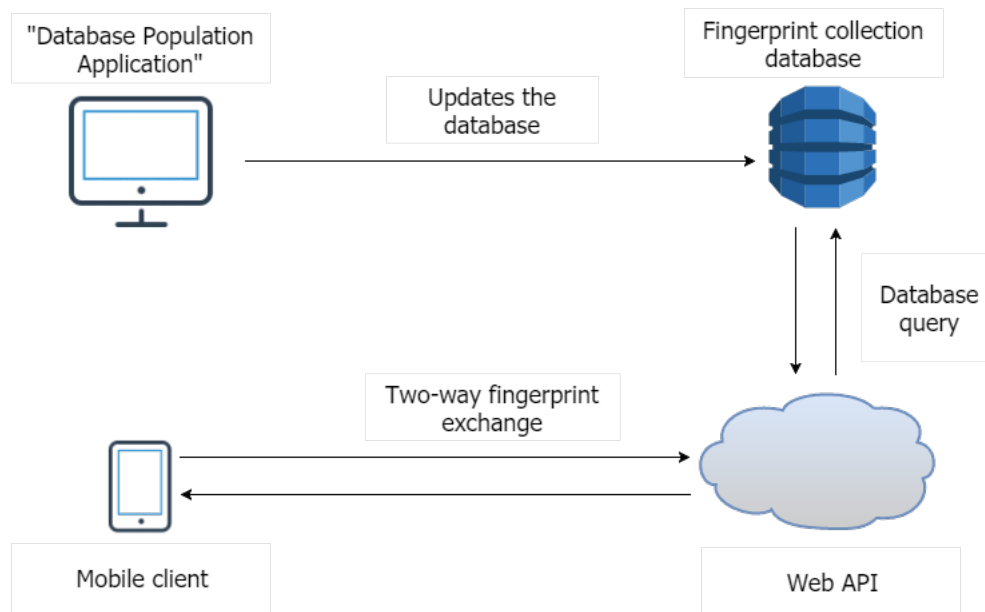 "Database Population
Application"
Fingerprint collection
database
Updates the
database
Database
query
Two-way fingerprint
exchange
Mobile client
Web API